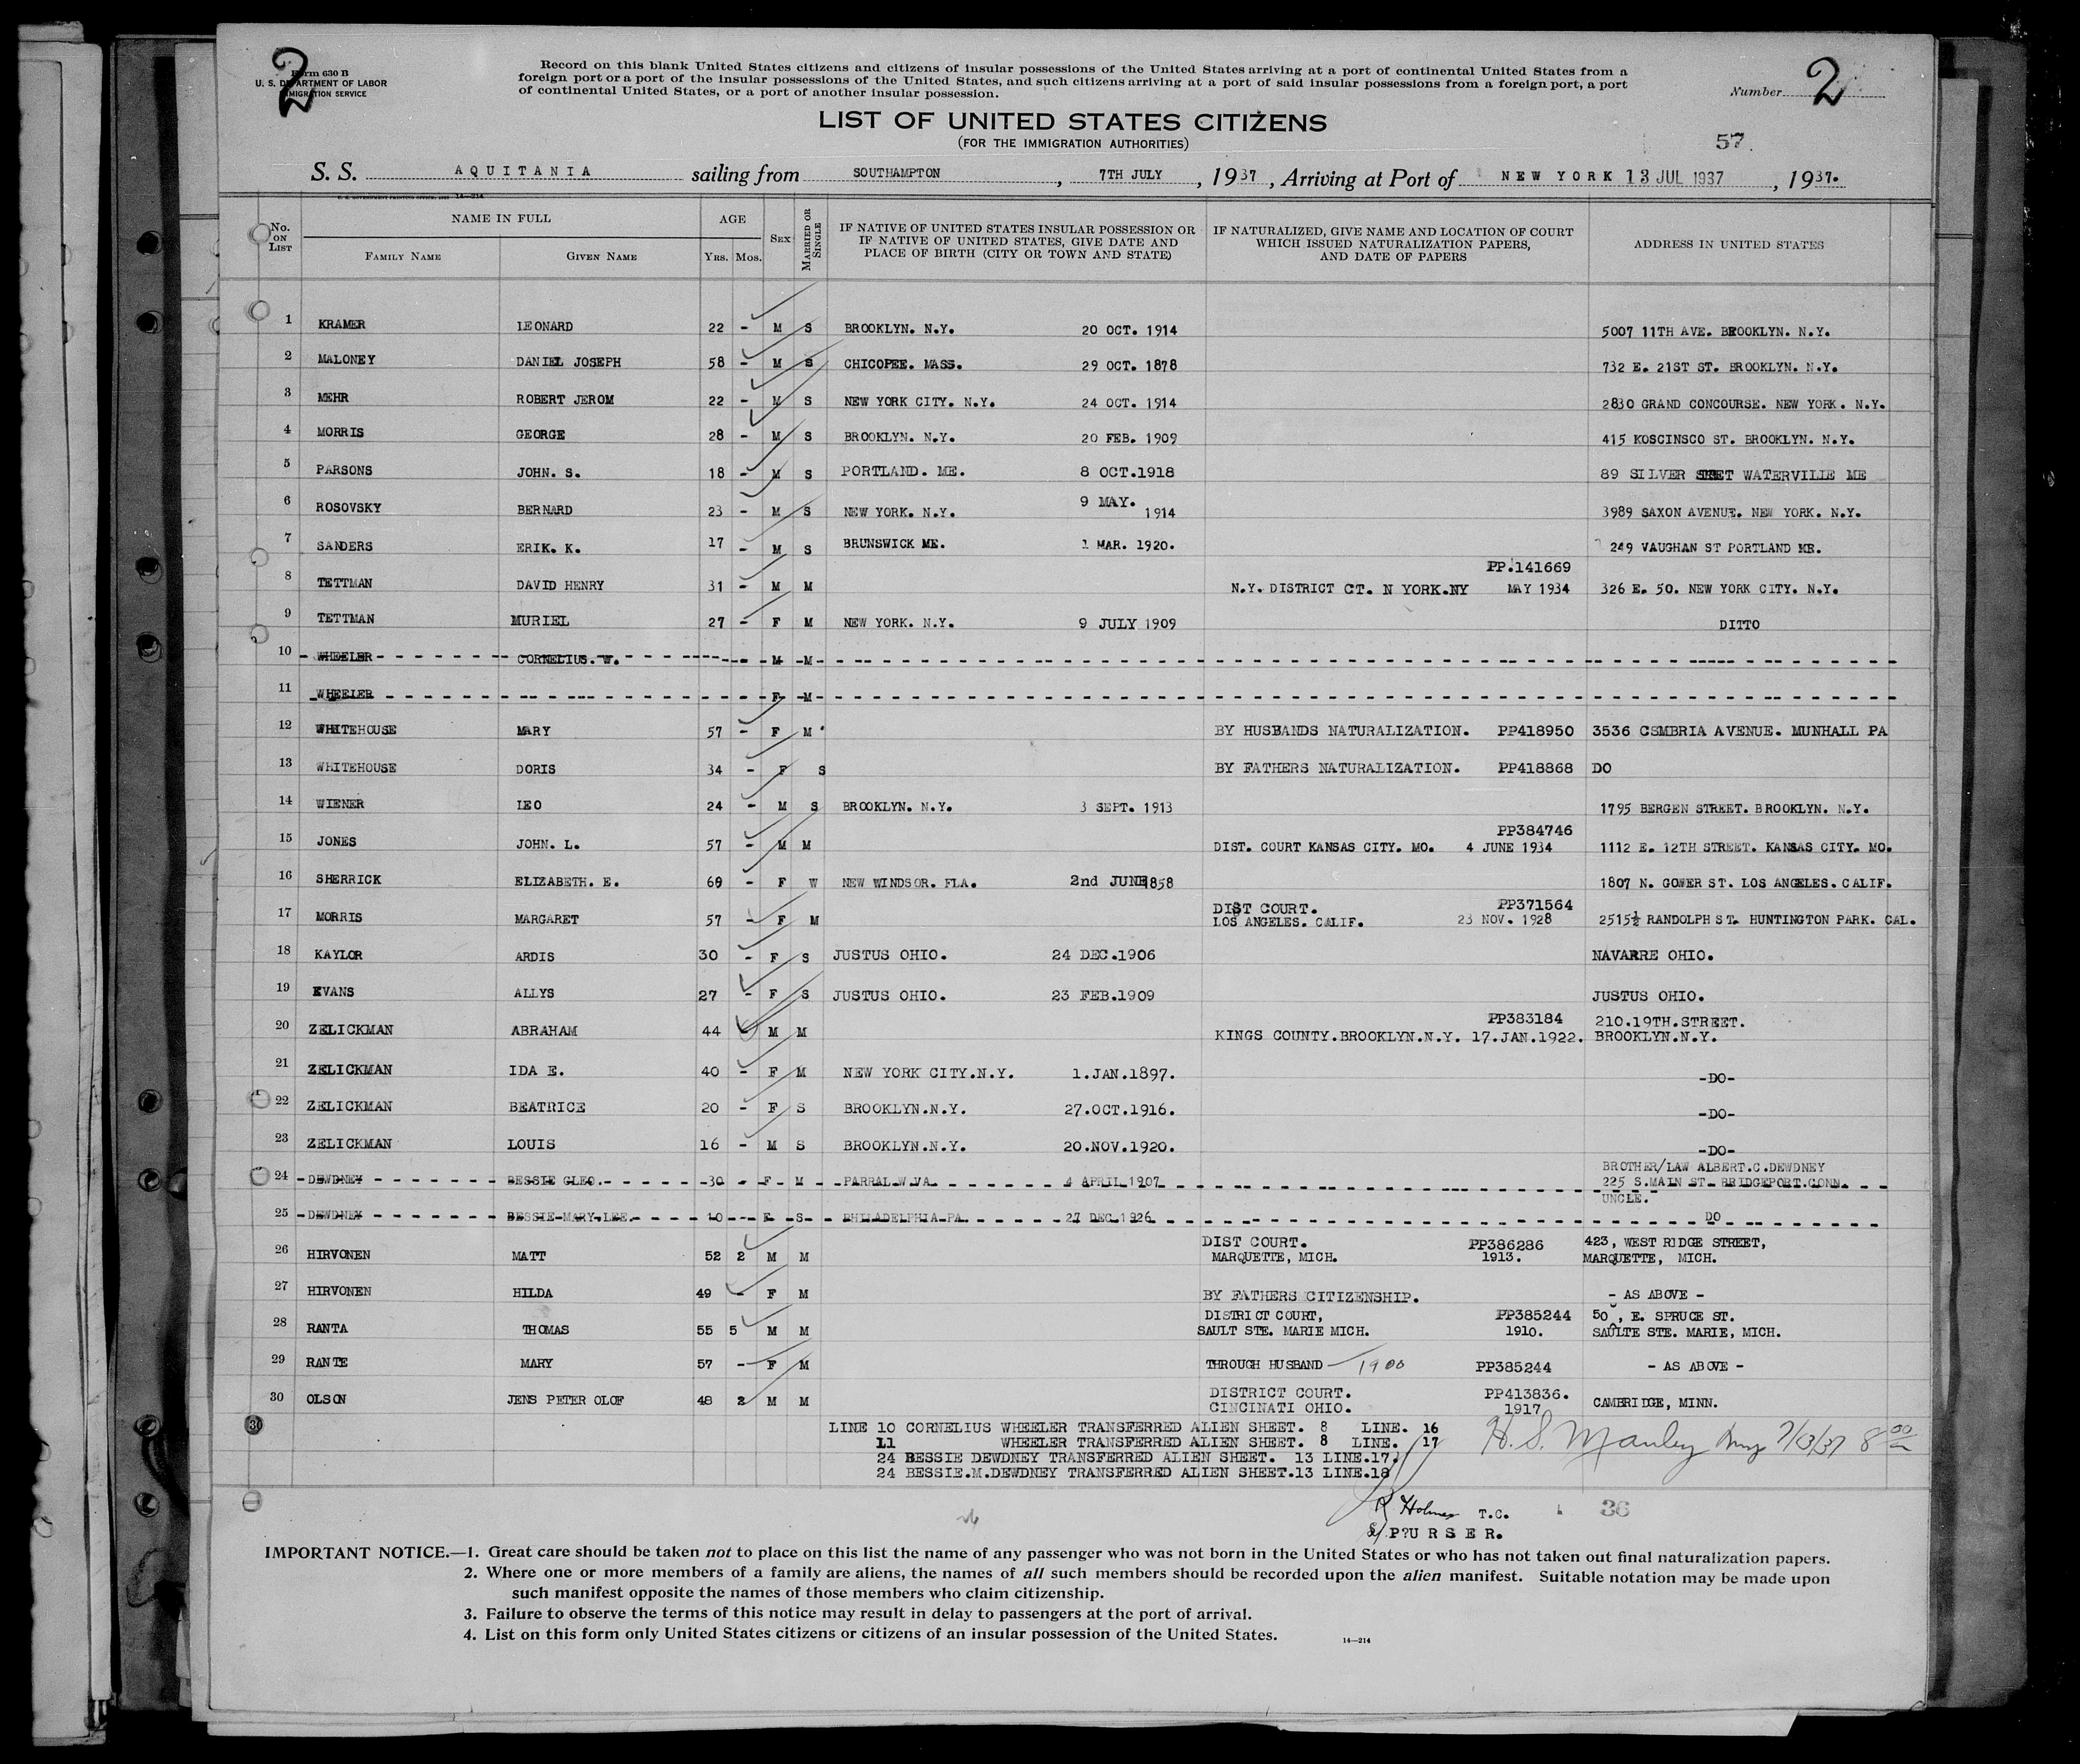 2
Form 630 B
U. S. DEPARTMENT OF LABOR
IMMIGRATION SERVICE
Record on this blank United States citizens and citizens of insular possessions of the United States arriving at a port of continental United States from a
foreign port or a port of the insular possessions of the United States, and such citizens arriving at a port of said insular possessions from a foreign port, a port
of continental United States, or a port of another insular possession.
Number 2
LIST OF UNITED STATES CITIZENS
(FOR THE IMMIGRATION AUTHORITIES)
57.
S. S. AQUITANIA sailing from SOUTHAMPTON, 7TH JULY, 1937, Arriving at Port of NEW YORK 13 JUL 1937, 1937.
14—214
No. ON LIST NAME IN FULL AGE SEX MARRIED OR SINGLE IF NATIVE OF UNITED STATES INSULAR POSSESSION OR IF NATIVE OF UNITED STATES, GIVE DATE AND PLACE OF BIRTH (CITY OR TOWN AND STATE) IF NATURALIZED, GIVE NAME AND LOCATION OF COURT WHICH ISSUED NATURALIZATION PAPERS, AND DATE OF PAPERS ADDRESS IN UNITED STATES
FAMILY NAME GIVEN NAME YRS. MOS.
1 KRAMER LEONARD 22 - M S BROOKLYN. N.Y. 20 OCT. 1914 5007 11TH AVE. BROOKLYN. N.Y.
2 MALONEY DANIEL JOSEPH 58 - M S CHICOPEE. MASS. 29 OCT. 1878 732 E. 21ST ST. BROOKLYN. N.Y.
3 MEHR ROBERT JEROM 22 - M S NEW YORK CITY. N.Y. 24 OCT. 1914 2830 GRAND CONCOURSE. NEW YORK. N.Y.
4 MORRIS GEORGE 28 - M S BROOKLYN. N.Y. 20 FEB. 1909 415 KOSCINSCO ST. BROOKLYN. N.Y.
5 PARSONS JOHN. S. 18 - M S PORTLAND. ME. 8 OCT.1918 89 SILVER WATERVILLE ME
6 ROSOVSKY BERNARD 23 - M S NEW YORK. N.Y. 9 MAY. 1914 3989 SAXON AVENUE. NEW YORK. N.Y.
7 SANDERS ERIK. K. 17 - M S BRUNSWICK ME. 1 MAR. 1920. 249 VAUGHAN ST PORTLAND ME.
PP.141669
8 TETTMAN DAVID HENRY 31 - M M N.Y. DISTRICT CT. N YORK.NY MAY 1934 326 E. 50. NEW YORK CITY. N.Y.
9 TETTMAN MURIEL 27 - F M NEW YORK. N.Y. 9 JULY 1909 DITTO
10 WHEELER CORNELIUS. W. - M M
11 WHEELER - F M
12 WHITEHOUSE MARY 57 - F M BY HUSBANDS NATURALIZATION. PP418950 3536 CSMBRIA AVENUE. MUNHALL PA
13 WHITEHOUSE DORIS 34 - F S BY FATHERS NATURALIZATION. PP418868 DO
14 WIENER LEO 24 - M S BROOKLYN. N.Y. 3 SEPT. 1913 1795 BERGEN STREET. BROOKLYN. N.Y.
PP384746
15 JONES JOHN. L. 57 - M M DIST. COURT KANSAS CITY. MO. 4 JUNE 1934 1112 E. 12TH STREET. KANSAS CITY. MO.
16 SHERRICK ELIZABETH. E. - F W NEW WINDSOR. FLA. 2nd JUNE 1858 1807 N. GOWER ST. LOS ANGELES. CALIF.
DIST COURT. PP371564
17 MORRIS MARGARET 57 - F M LOS ANGELES. CALIF. 23 NOV. 1928 2515½ RANDOLPH ST. HUNTINGTON PARK. CAL.
18 KAYLOR ARDIS 30 - F S JUSTUS OHIO. 24 DEC.1906 NAVARRE OHIO.
19 EVANS ALLYS 27 - F S JUSTUS OHIO. 23 FEB.1909 JUSTUS OHIO.
PP383184 210.19TH.STREET.
20 ZELICKMAN ABRAHAM 44 M M KINGS COUNTY.BROOKLYN.N.Y. 17.JAN.1922. BROOKLYN.N.Y.
21 ZELICKMAN IDA E. 40 - F M NEW YORK CITY.N.Y. 1.JAN.1897. -DO-
22 ZELICKMAN BEATRICE 20 - F S BROOKLYN.N.Y. 27.OCT.1916. -DO-
23 ZELICKMAN LOUIS 16 - M S BROOKLYN.N.Y. 20.NOV.1920. -DO-
BROTHER/LAW ALBERT.C.DEWDNEY
24 DEWDNEY BESSIE CLEO. 30 - F M PARRAL.W.VA. 4 APRIL 1907 225 S.MAIN ST. BRIDGEPORT.CONN.
UNCLE.
25 DEWDNEY BESSIE MARY LEE. 10 - F S PHILADELPHIA PA. 27 DEC.1926 DO
DIST COURT. PP386286 423, WEST RIDGE STREET,
26 HIRVONEN MATT 52 2 M M MARQUETTE, MICH. 1913. MARQUETTE, MICH.
27 HIRVONEN HILDA 49 - F M BY FATHERS CITIZENSHIP. - AS ABOVE -
DISTRICT COURT, PP385244 50 , E. SPRUCE ST.
28 RANTA THOMAS 55 5 M M SAULT STE. MARIE MICH. 1910. SAULTE STE. MARIE, MICH.
29 RANTE MARY 57 - F M THROUGH HUSBAND — 1900 PP385244 - AS ABOVE -
DISTRICT COURT. PP413836.
30 OLSON JENS PETER OLOF 48 2 M M CINCINATI OHIO. 1917 CAMBRIDGE, MINN.
30 LINE 10 CORNELIUS WHEELER TRANSFERRED ALIEN SHEET. 8 LINE. 16
11 WHEELER TRANSFERRED ALIEN SHEET. 8 LINE. 17
24 BESSIE DEWDNEY TRANSFERRED ALIEN SHEET. 13 LINE.17.
24 BESSIE.M.DEWDNEY TRANSFERRED ALIEN SHEET.13 LINE.18
H. S. Manley 7/13/37 8 00
R Holmes T.C. 36
P?URSER.
IMPORTANT NOTICE.—1. Great care should be taken not to place on this list the name of any passenger who was not born in the United States or who has not taken out final naturalization papers.
2. Where one or more members of a family are aliens, the names of all such members should be recorded upon the alien manifest. Suitable notation may be made upon
such manifest opposite the names of those members who claim citizenship.
3. Failure to observe the terms of this notice may result in delay to passengers at the port of arrival.
4. List on this form only United States citizens or citizens of an insular possession of the United States.
14—214